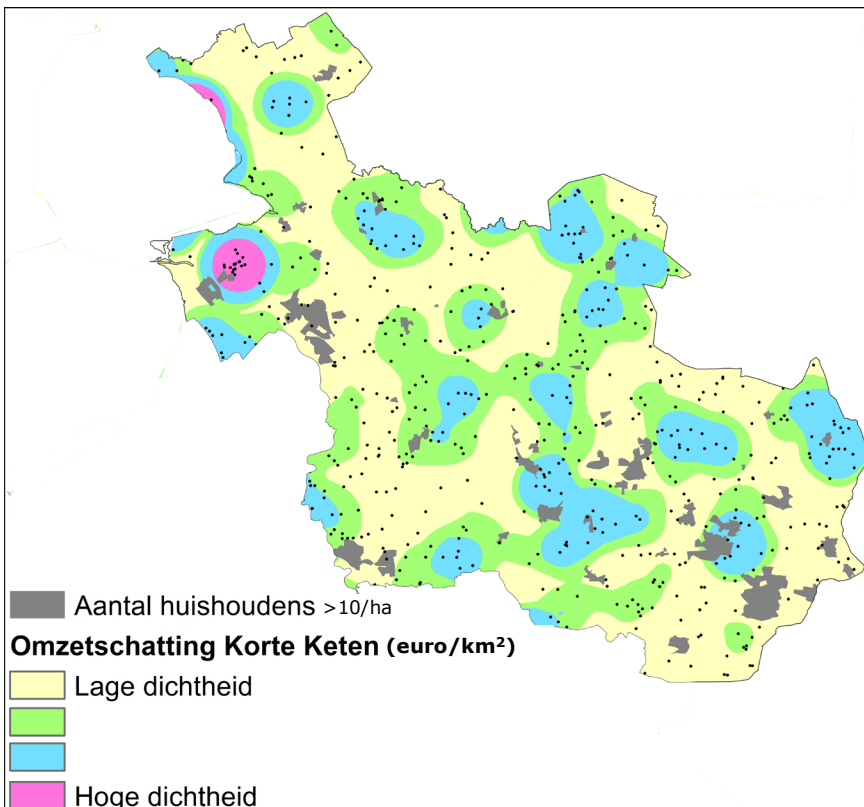 Aantal huishoudens >10/ha
Omzetschatting Korte Keten (euro/km²)
Lage dichtheid
Hoge dichtheid